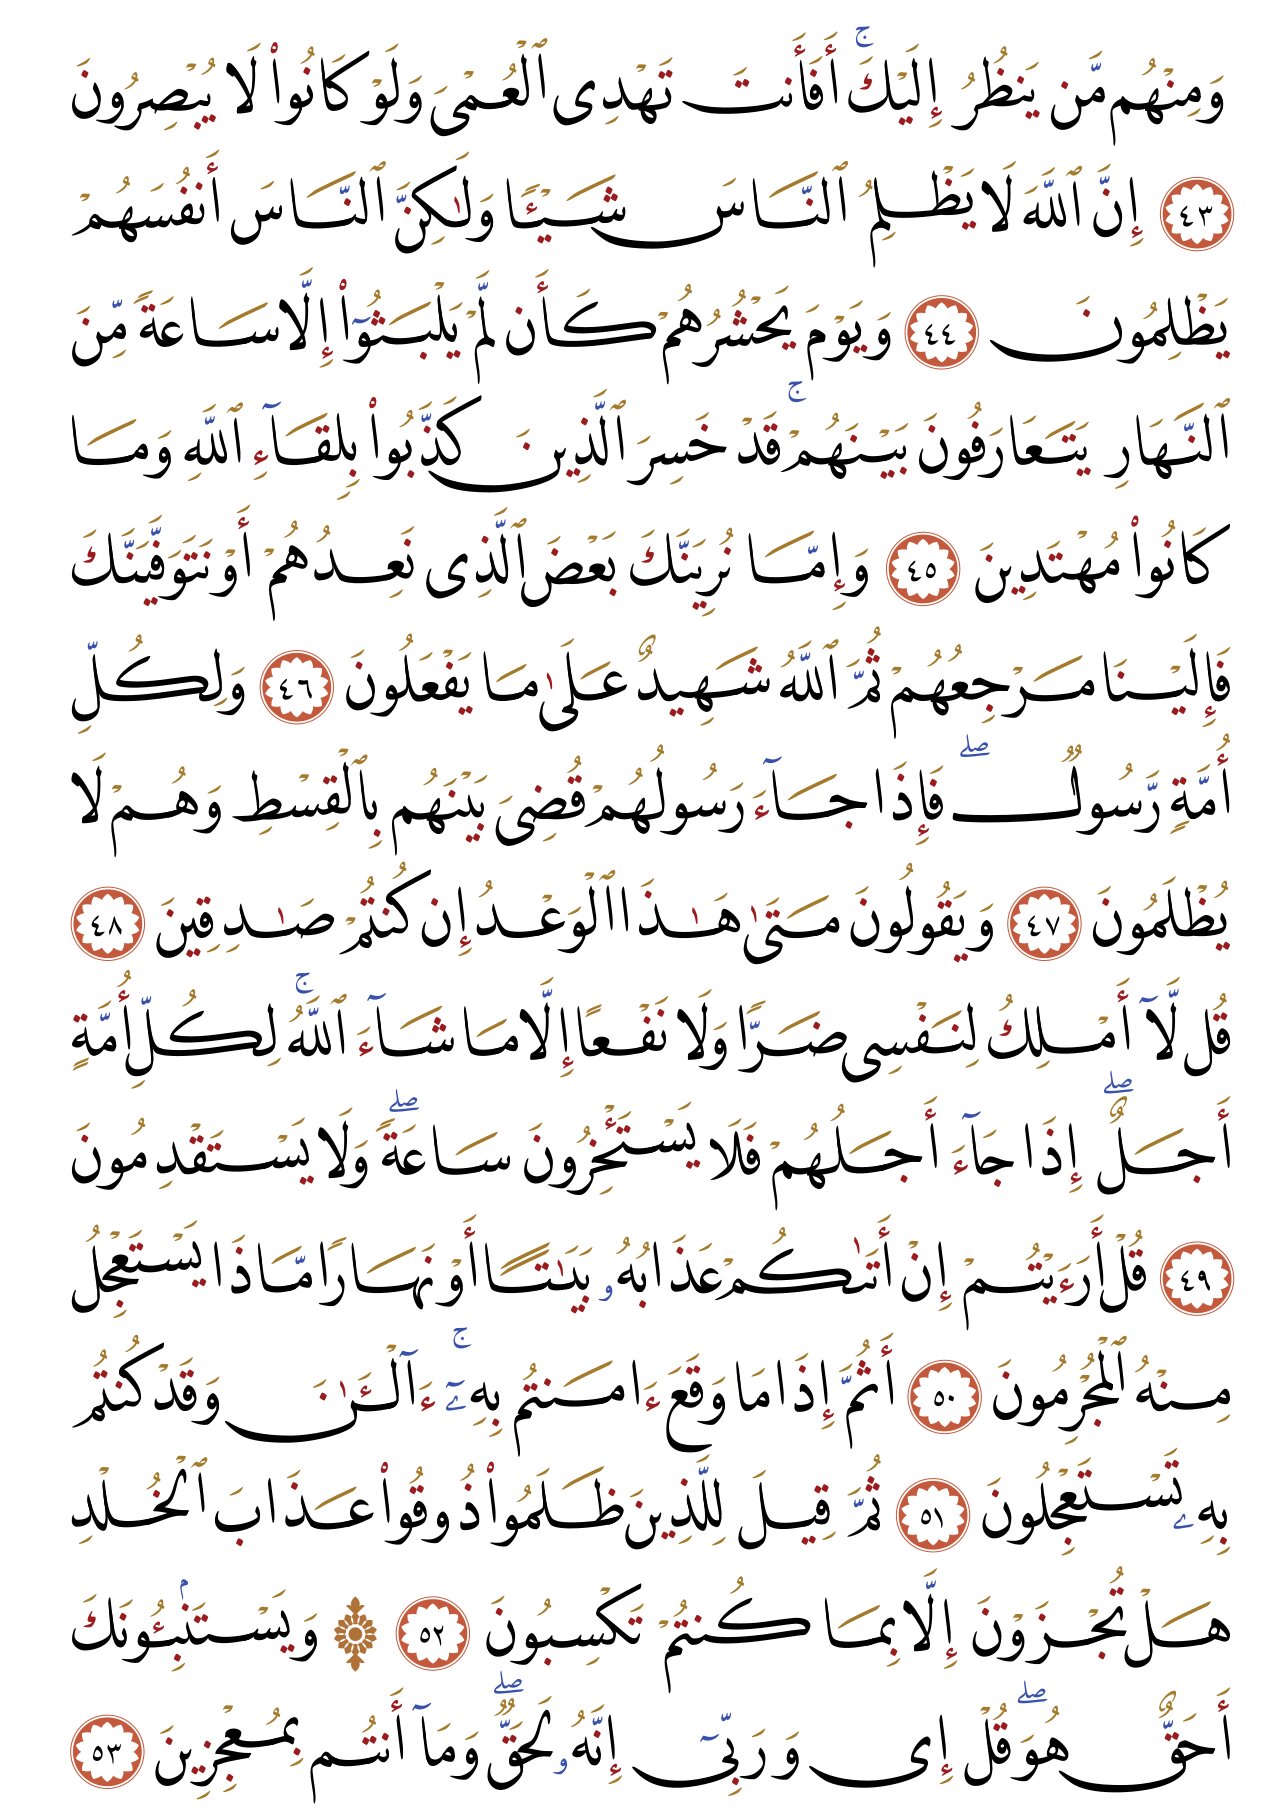 وَمِنْهُم مَّن يَنظُرُ إِلَيْكَ ۚ أَفَأَنتَ تَهْدِى ٱلْعُمْىَ وَلَوْ كَانُوا۟ لَا يُبْصِرُونَ
٤٣ إِنَّ ٱللَّهَ لَا يَظْلِمُ ٱلنَّاسَ شَيْـًٔا وَلَـٰكِنَّ ٱلنَّاسَ أَنفُسَهُمْ
يَظْلِمُونَ ٤٤ وَيَوْمَ يَحْشُرُهُمْ كَأَن لَّمْ يَلْبَثُوٓا۟ إِلَّا سَاعَةً مِّنَ
ٱلنَّهَارِ يَتَعَارَفُونَ بَيْنَهُمْ ۚ قَدْ خَسِرَ ٱلَّذِينَ كَذَّبُوا۟ بِلِقَآءِ ٱللَّهِ وَمَا
كَانُوا۟ مُهْتَدِينَ ٤٥ وَإِمَّا نُرِيَنَّكَ بَعْضَ ٱلَّذِى نَعِدُهُمْ أَوْ نَتَوَفَّيَنَّكَ
فَإِلَيْنَا مَرْجِعُهُمْ ثُمَّ ٱللَّهُ شَهِيدٌ عَلَىٰ مَا يَفْعَلُونَ ٤٦ وَلِكُلِّ
أُمَّةٍ رَّسُولٌ ۖ فَإِذَا جَآءَ رَسُولُهُمْ قُضِىَ بَيْنَهُم بِٱلْقِسْطِ وَهُمْ لَا
يُظْلَمُونَ ٤٧ وَيَقُولُونَ مَتَىٰ هَـٰذَا ٱلْوَعْدُ إِن كُنتُمْ صَـٰدِقِينَ ٤٨
قُل لَّآ أَمْلِكُ لِنَفْسِى ضَرًّا وَلَا نَفْعًا إِلَّا مَا شَآءَ ٱللَّهُ ۚ لِكُلِّ أُمَّةٍ
أَجَلٌ ۖ إِذَا جَآءَ أَجَلُهُمْ فَلَا يَسْتَـْٔخِرُونَ سَاعَةً ۖ وَلَا يَسْتَقْدِمُونَ
٤٩ قُلْ أَرَءَيْتُمْ إِنْ أَتَىٰكُمْ عَذَابُهُۥ بَيَـٰتًا أَوْ نَهَارًا مَّاذَا يَسْتَعْجِلُ
مِنْهُ ٱلْمُجْرِمُونَ ٥٠ أَثُمَّ إِذَا مَا وَقَعَ ءَامَنتُم بِهِۦٓ ۚ ءَآلْـَٔـٰنَ وَقَدْ كُنتُم
بِهِۦ تَسْتَعْجِلُونَ ٥١ ثُمَّ قِيلَ لِلَّذِينَ ظَلَمُوا۟ ذُوقُوا۟ عَذَابَ ٱلْخُلْدِ
هَلْ تُجْزَوْنَ إِلَّا بِمَا كُنتُمْ تَكْسِبُونَ ٥٢ ۞ وَيَسْتَنۢبِـُٔونَكَ
أَحَقٌّ هُوَ ۖ قُلْ إِى وَرَبِّىٓ إِنَّهُۥ لَحَقٌّ ۖ وَمَآ أَنتُم بِمُعْجِزِينَ ٥٣